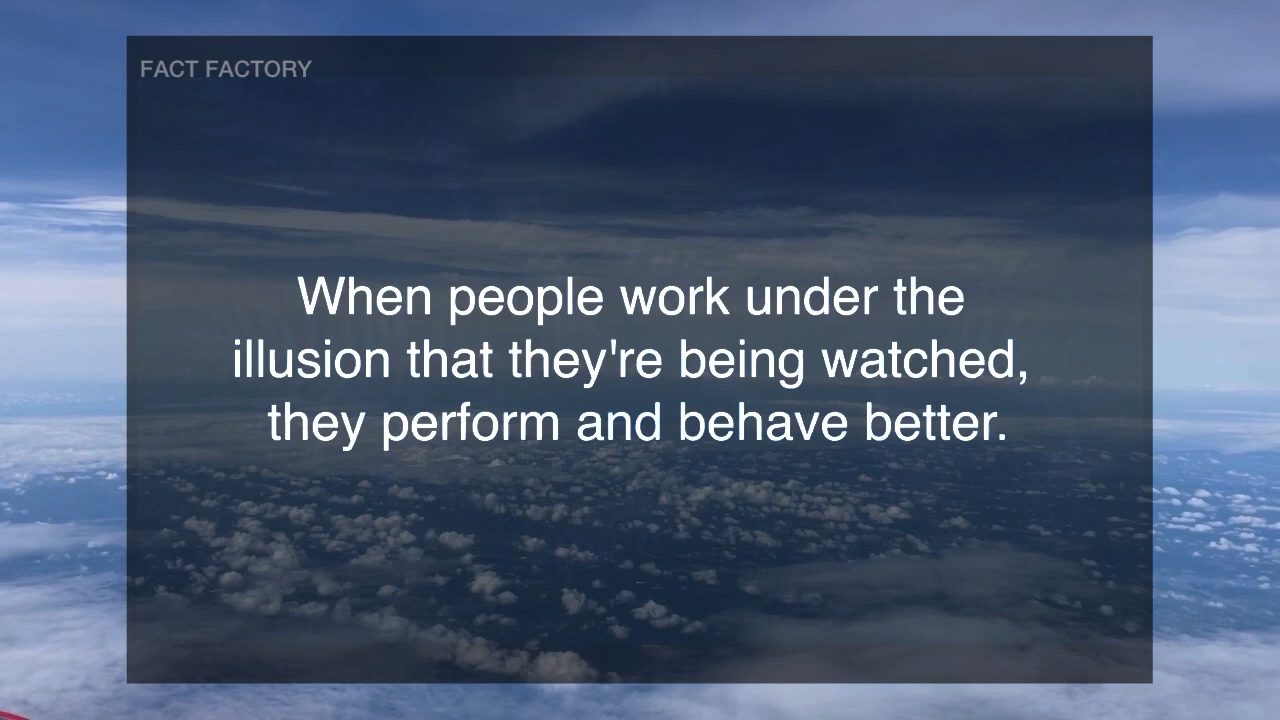 FACT FACTORY
When people work under the
illusion that they're being watched,
they perform and behave better.